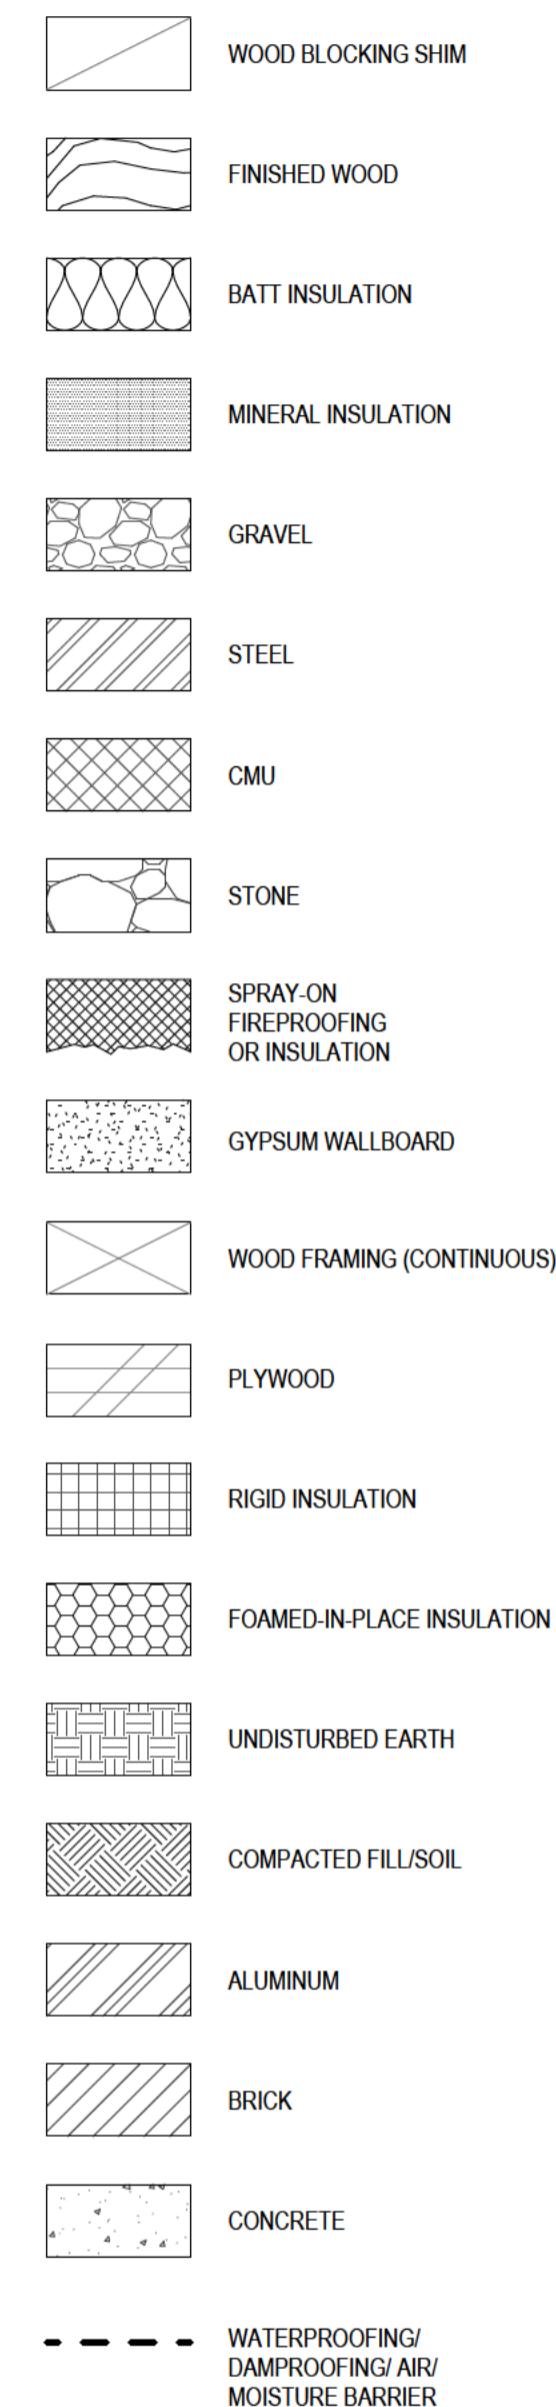 WOOD BLOCKING SHIM
FINISHED WOOD
BATT INSULATION
MINERAL INSULATION
GRAVEL
STEEL
CMU
STONE
SPRAY-ON
FIREPROOFING
OR INSULATION
GYPSUM WALLBOARD
WOOD FRAMING (CONTINUOUS)
PLYWOOD
RIGID INSULATION
FOAMED-IN-PLACE INSULATION
UNDISTURBED EARTH
COMPACTED FILL/SOIL
ALUMINUM
BRICK
CONCRETE
WATERPROOFING/
DAMPROOFING/ AIR/
MOISTURE BARRIER